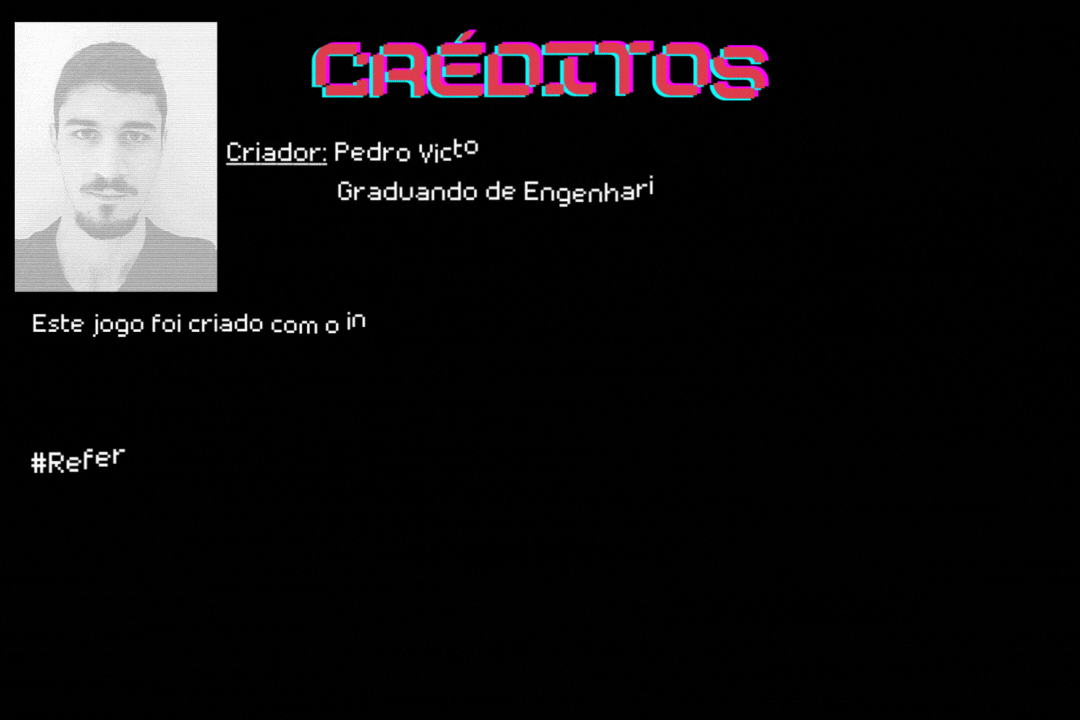 CRÉDITOS
Criador: Pedro Victo
Graduando de Engenhari
Este jogo foi criado com o in
#Refer